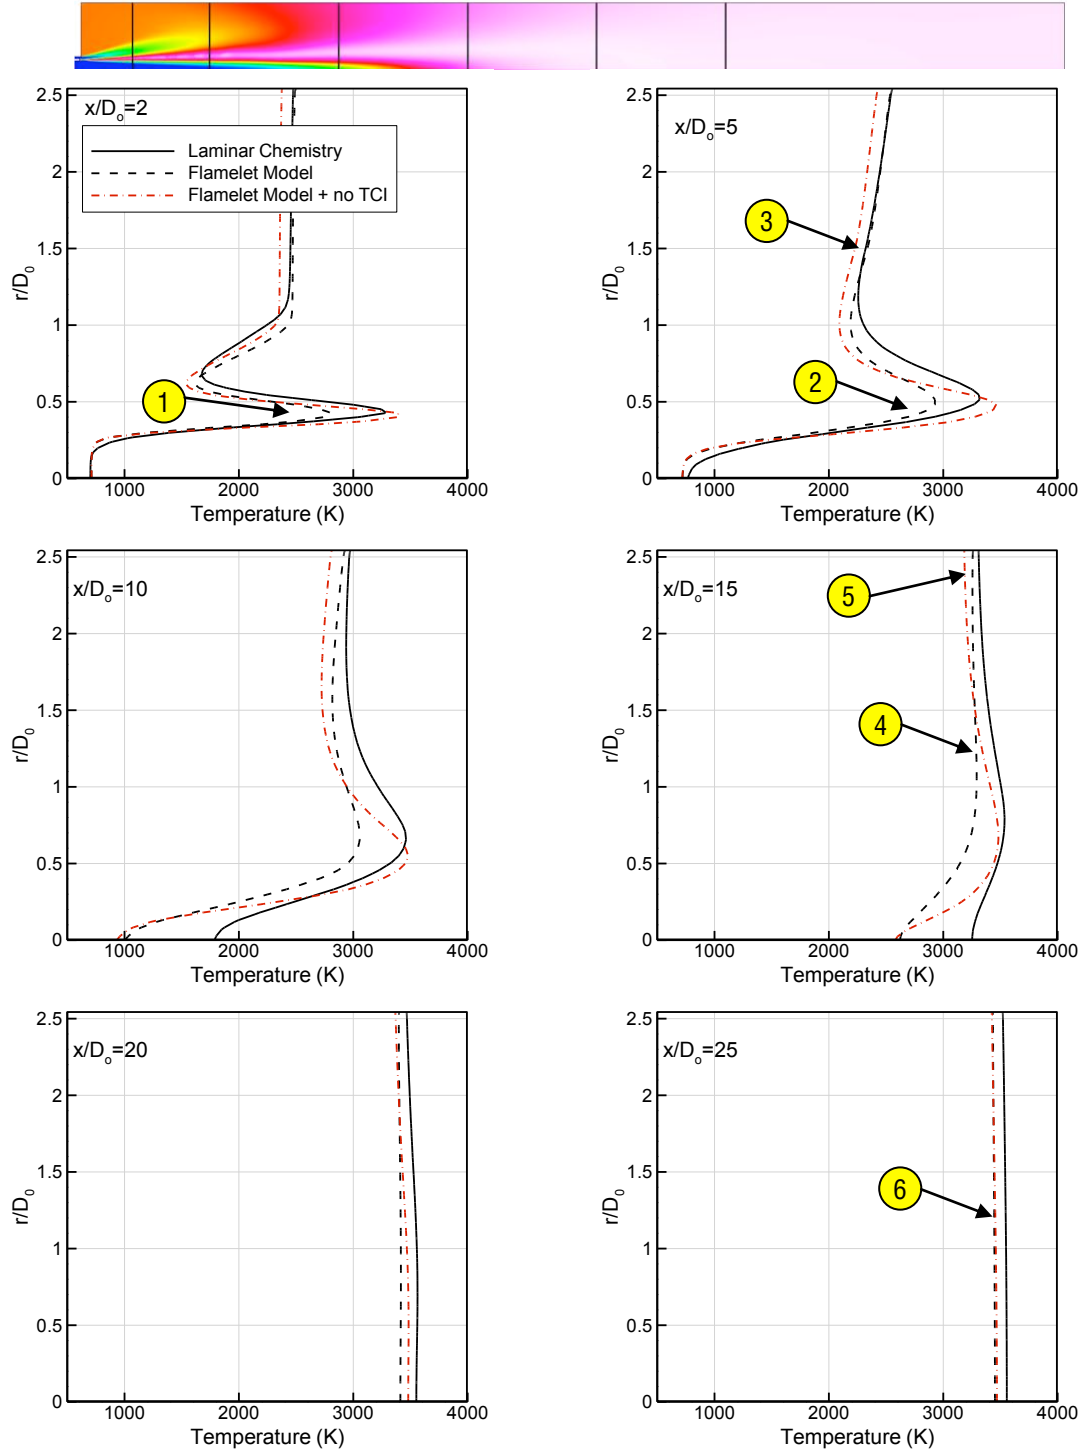 x/Do=2
Laminar Chemistry
Flamelet Model
Flamelet Model + no TCI
1
2.5
2
1.5
1
0.5
0
r/D0
1000 2000 3000 4000
Temperature (K)
x/Do=5
3
2
2.5
2
1.5
1
0.5
0
r/D0
1000 2000 3000 4000
Temperature (K)
x/Do=10
2.5
2
1.5
1
0.5
0
r/D0
1000 2000 3000 4000
Temperature (K)
x/Do=15
5
4
2.5
2
1.5
1
0.5
0
r/D0
1000 2000 3000 4000
Temperature (K)
x/Do=20
2.5
2
1.5
1
0.5
0
r/D0
1000 2000 3000 4000
Temperature (K)
x/Do=25
6
2.5
2
1.5
1
0.5
0
r/D0
1000 2000 3000 4000
Temperature (K)